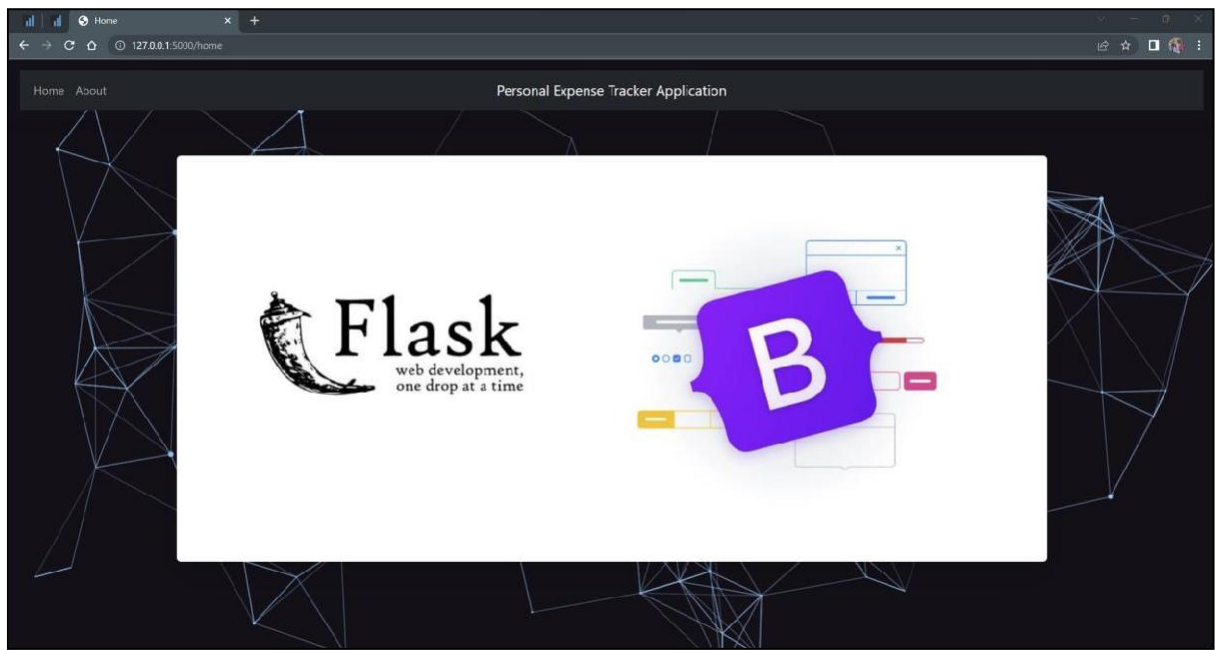 Home
127.0.0.1:5000/home
Home About Personal Expense Tracker Application
Flask
web development,
one drop at a time
B